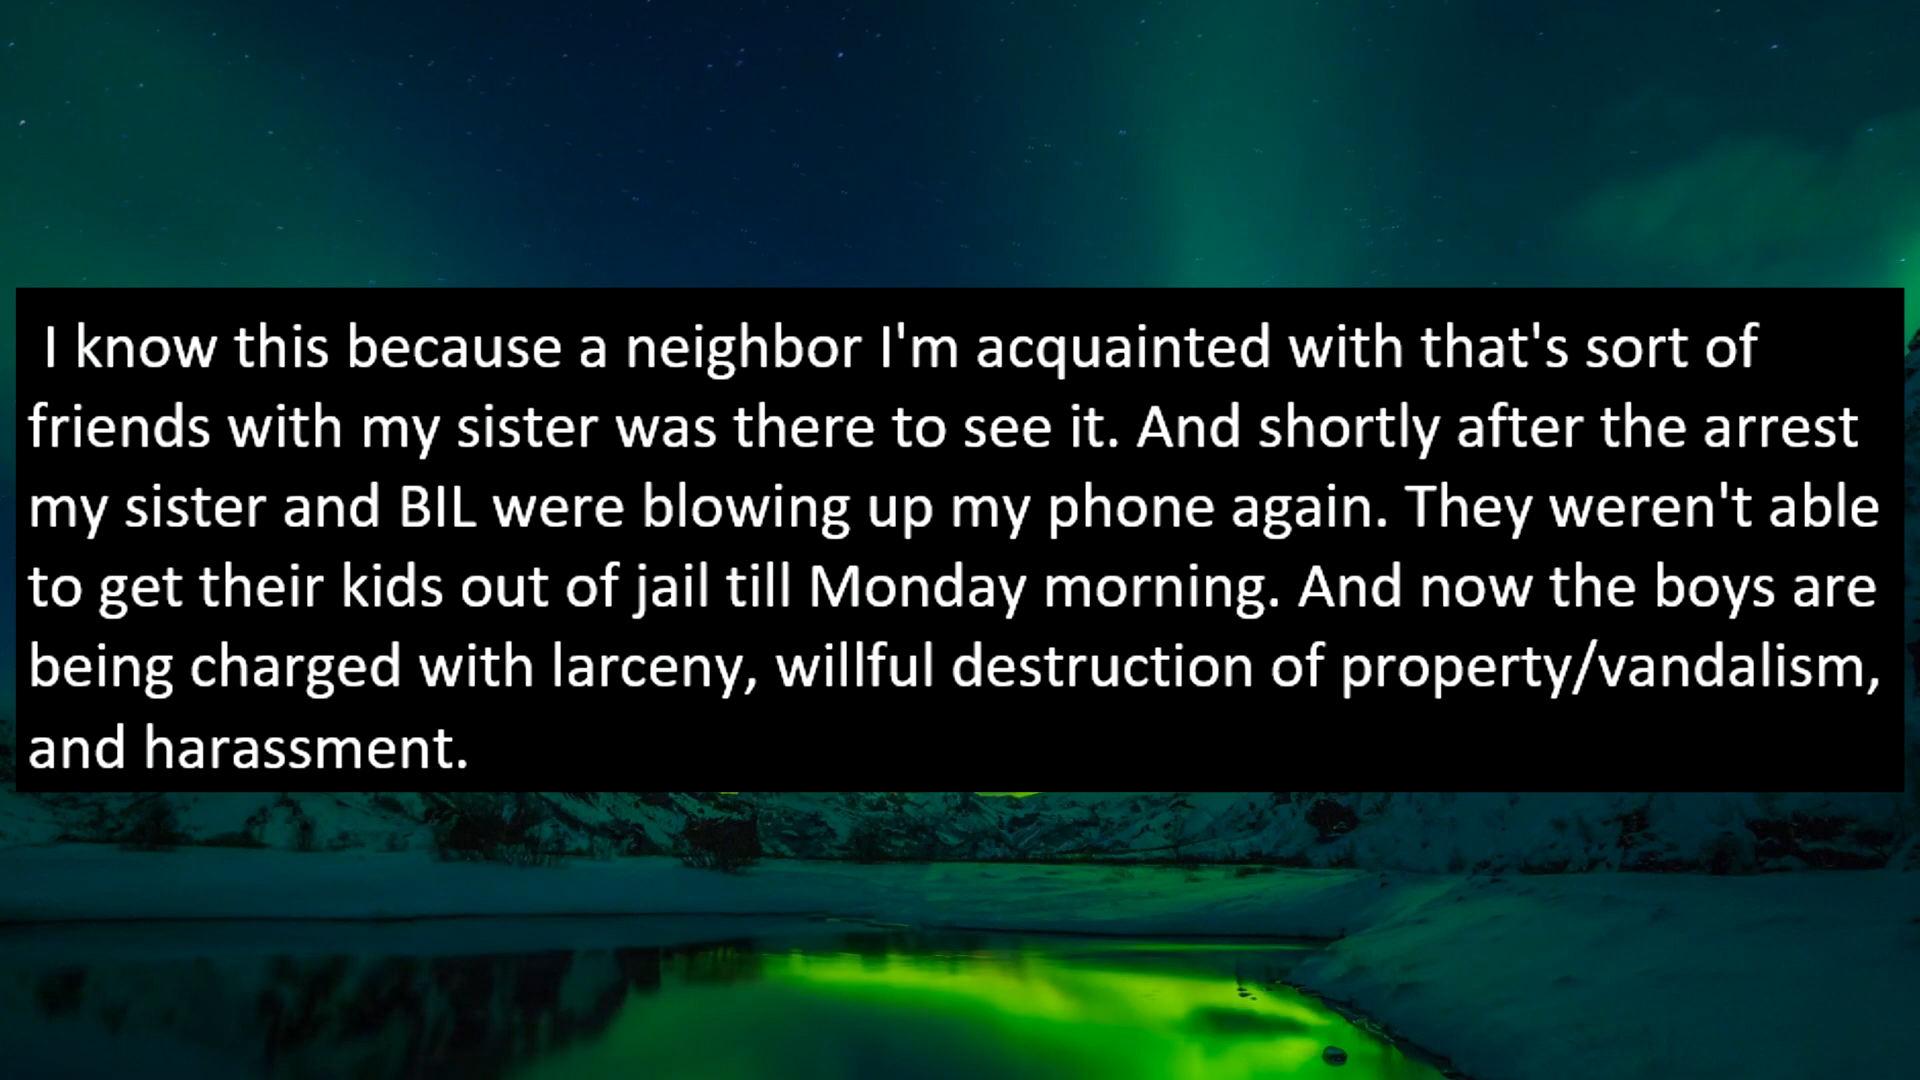 I know this because a neighbor I'm acquainted with that's sort of
friends with my sister was there to see it. And shortly after the arrest
my sister and BIL were blowing up my phone again. They weren't able
to get their kids out of jail till Monday morning. And now the boys are
being charged with larceny, willful destruction of property/vandalism,
and harassment.